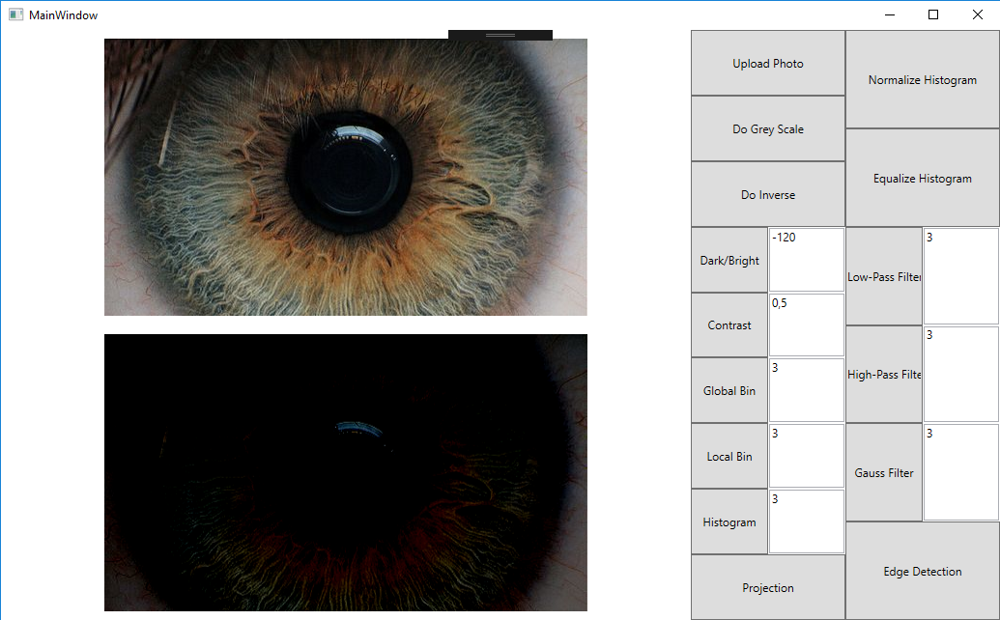 MainWindow
Upload Photo
Normalize Histogram
Do Grey Scale
Equalize Histogram
Do Inverse
Dark/Bright
-120
Low-Pass Filter
3
Contrast
0,5
High-Pass Filte
3
Global Bin
3
Local Bin
3
Gauss Filter
3
Histogram
3
Edge Detection
Projection